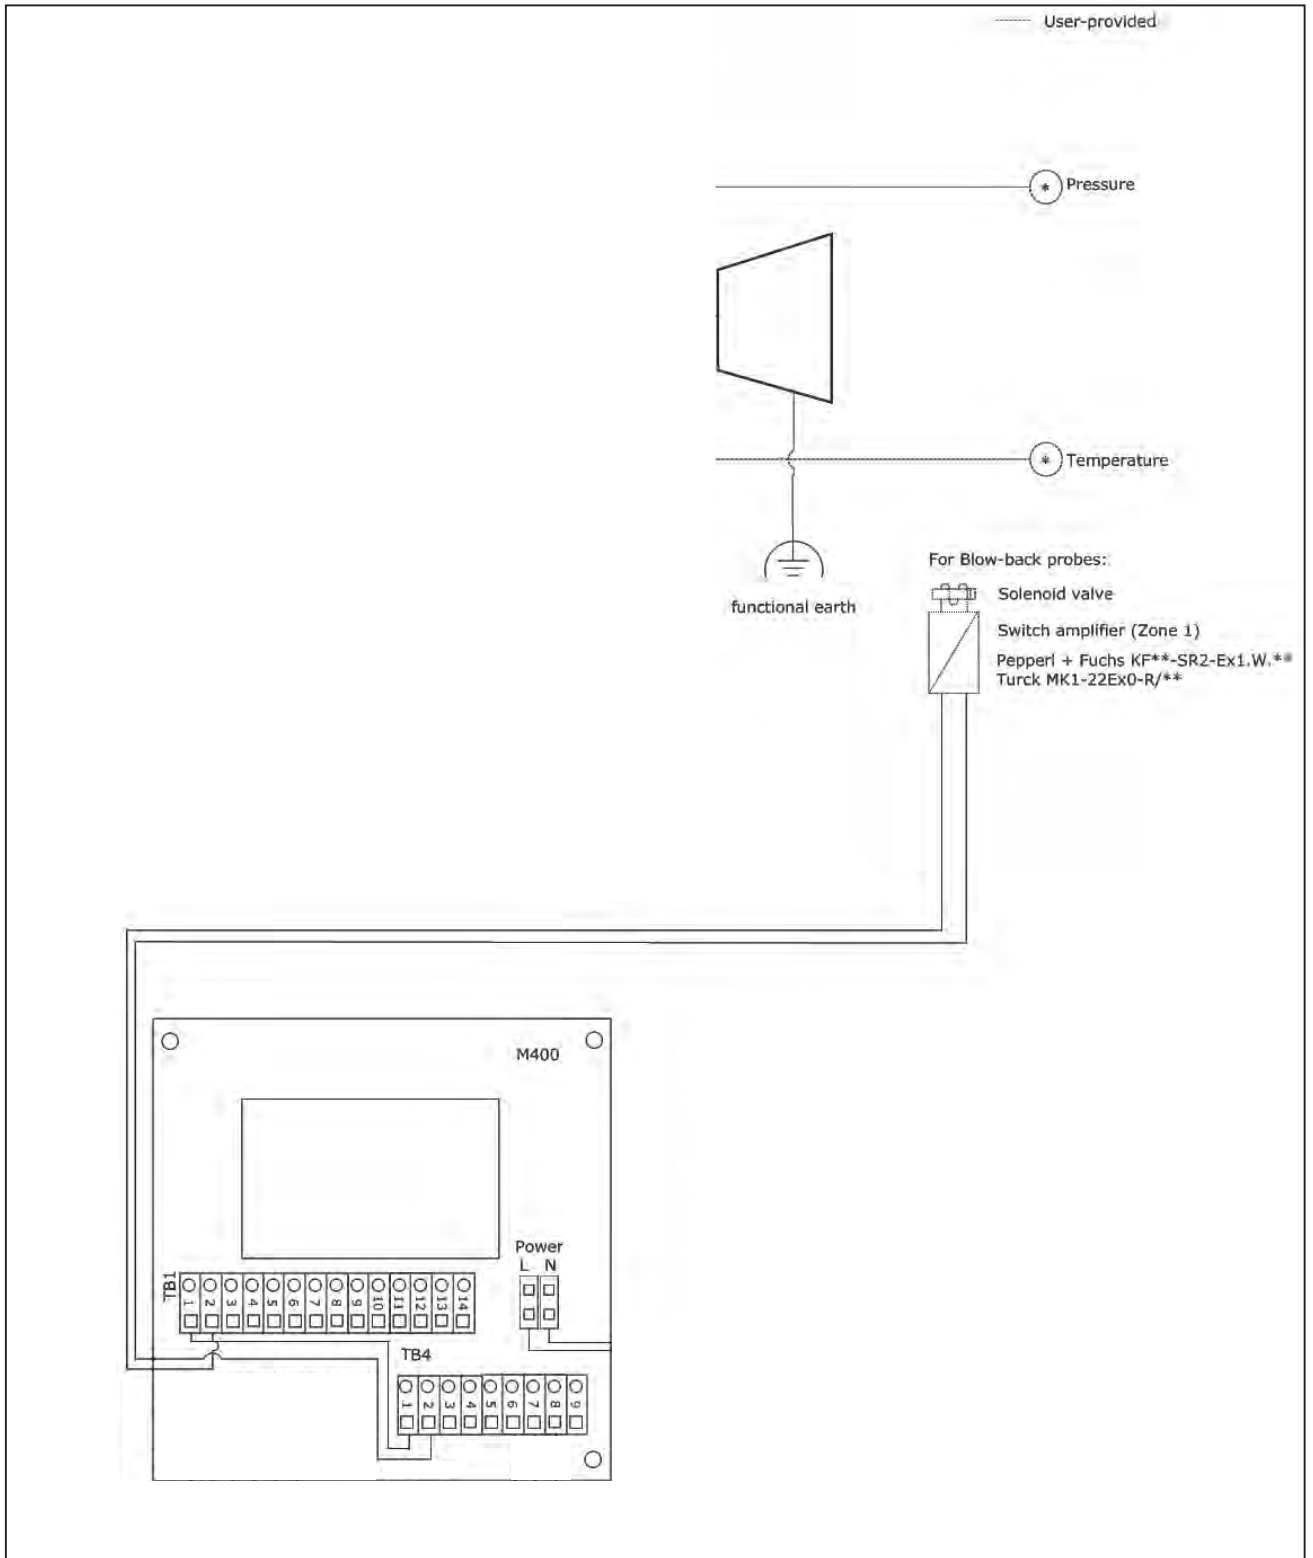 User-provided
* Pressure
* Temperature
functional earth
For Blow-back probes:
Solenoid valve
Switch amplifier (Zone 1)
Pepperl + Fuchs KF**-SR2-Ex1.W.**
Turck MK1-22Ex0-R/**
M400
Power
L N
TB1
1 2 3 4 5 6 7 8 9 10 11 12 13 14
TB4
1 2 3 4 5 6 7 8 9